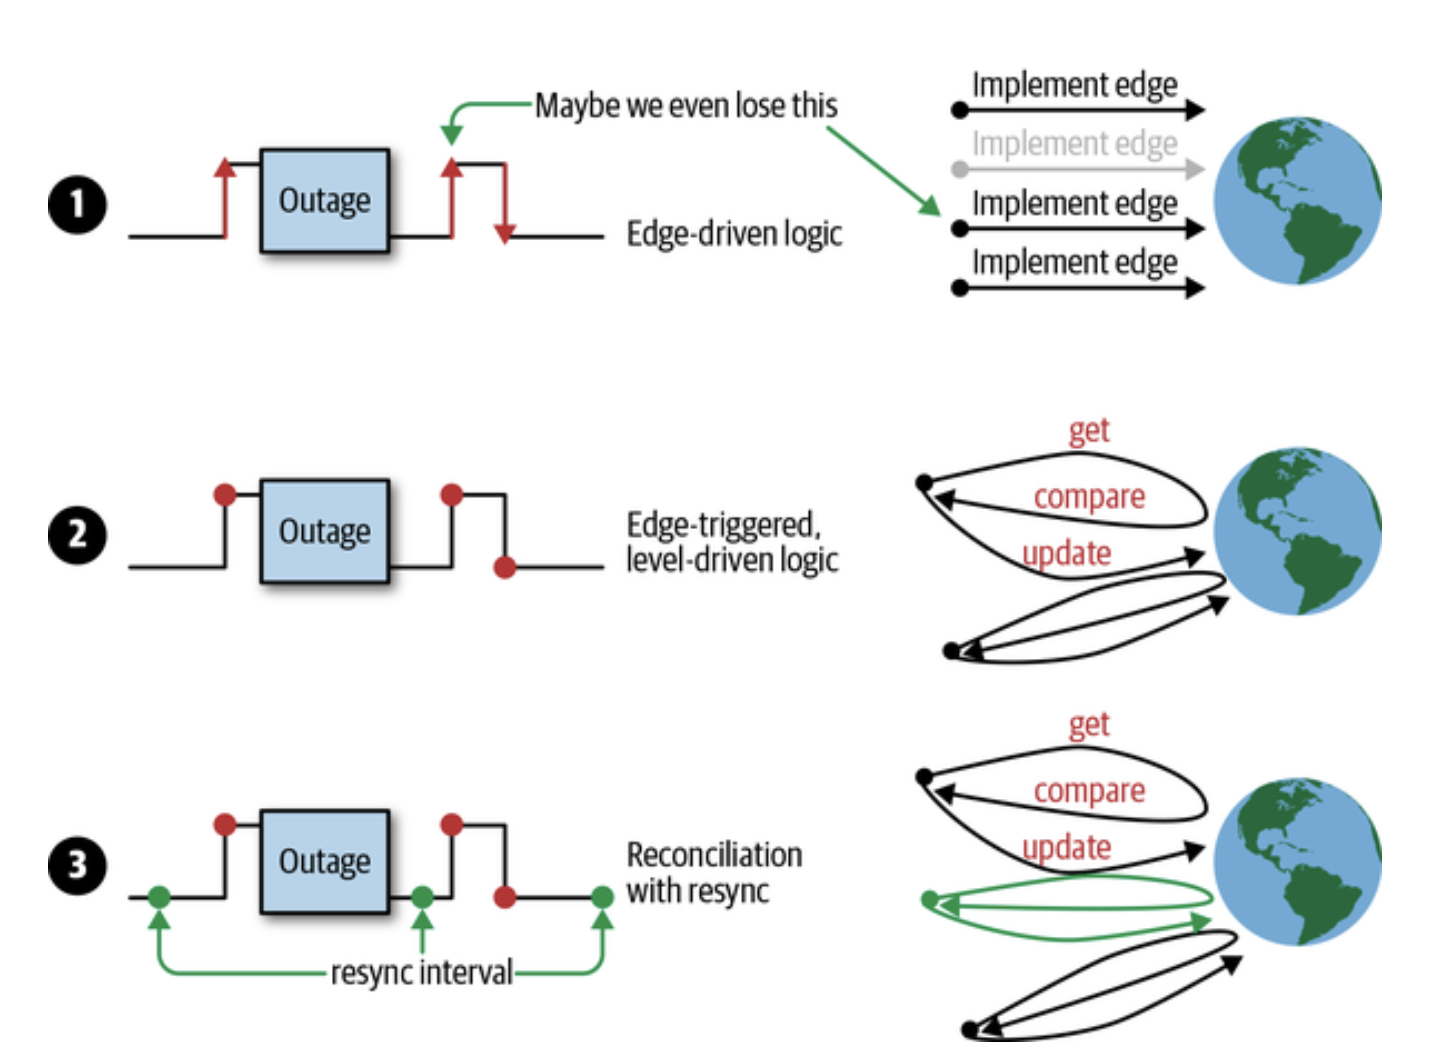 Maybe we even lose this
Implement edge
Implement edge
Implement edge
Implement edge
1
Outage
Edge-driven logic
get
compare
update
2
Outage
Edge-triggered,
level-driven logic
get
compare
update
3
Outage
Reconciliation
with resync
resync interval